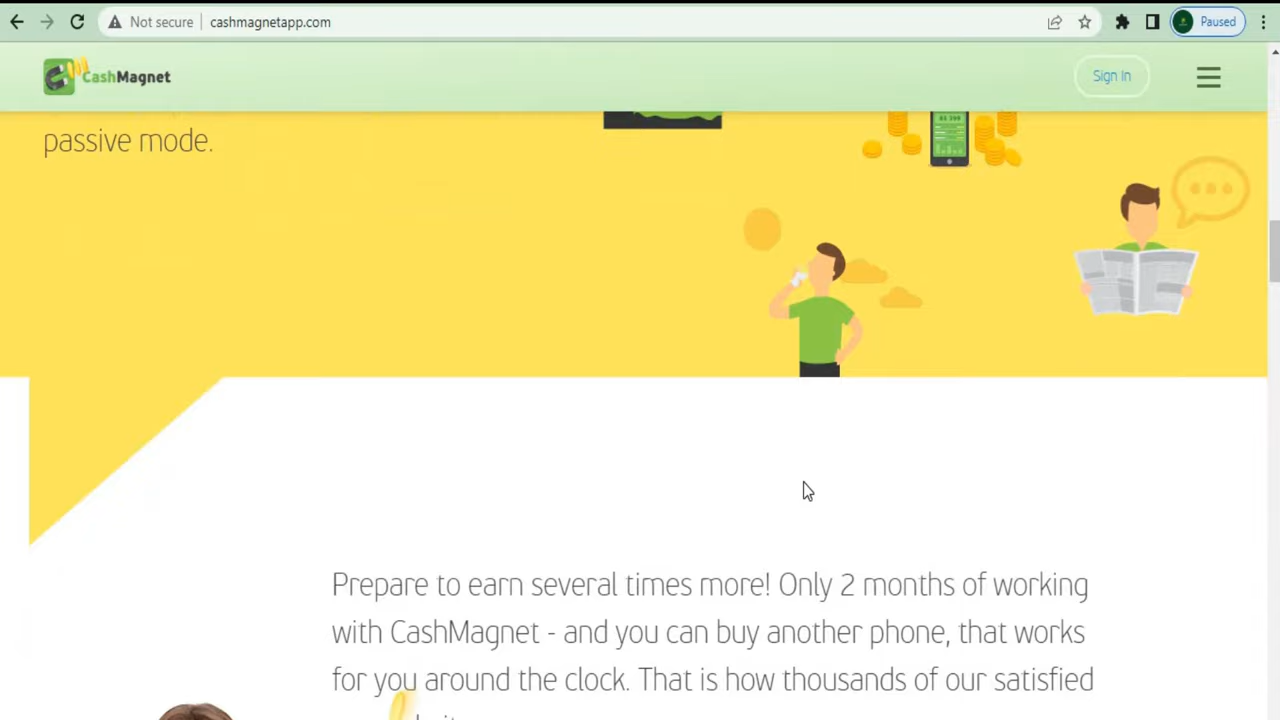 Not secure cashmagnetapp.com Paused
CashMagnet Sign In
passive mode.
Prepare to earn several times more! Only 2 months of working
with CashMagnet - and you can buy another phone, that works
for you around the clock. That is how thousands of our satisfied